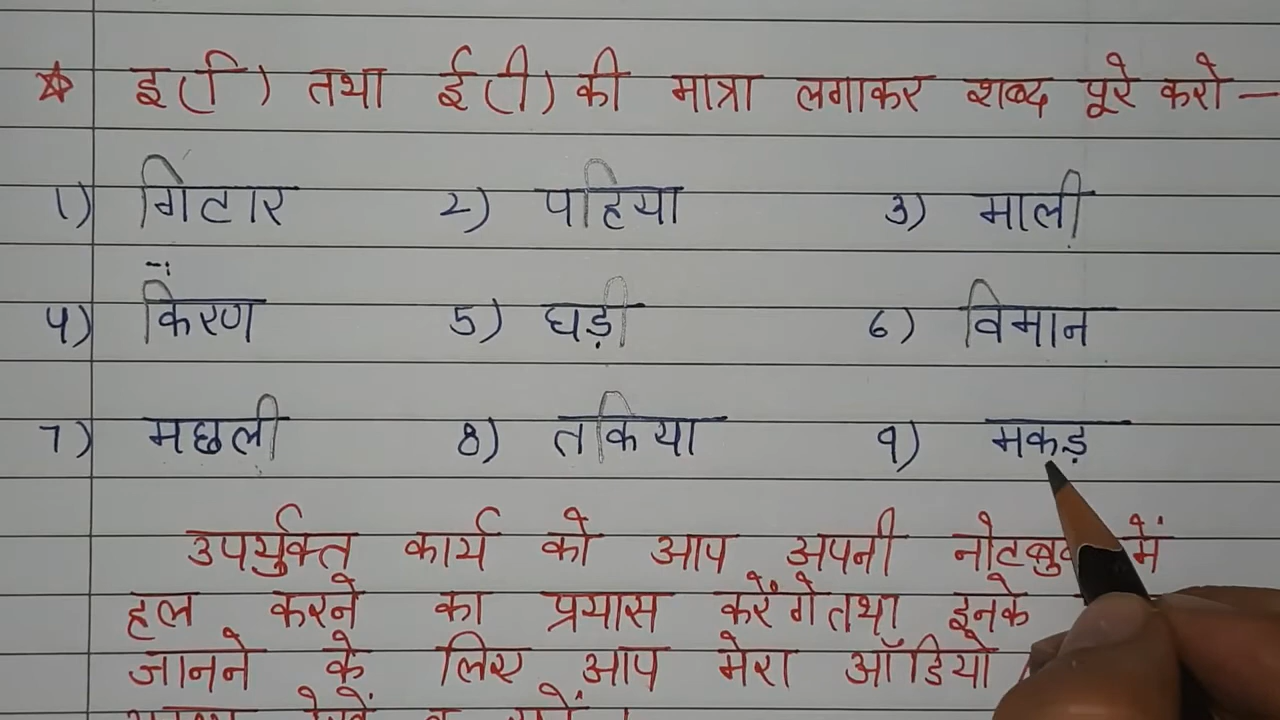 ☆ इ(ि) तथा ई(ी) की मात्रा लगाकर शब्द पूरे करो –
1) गिटार 2) पहिया 3) माली
4) किरण 5) घड़ी 6) विमान
7) मछली 8) तकिया 9) मकड़
उपर्युक्त कार्य को आप अपनी में
हल करने का प्रयास करेंगे तथा इनके
जानने के लिए आप मेरा ऑडियो